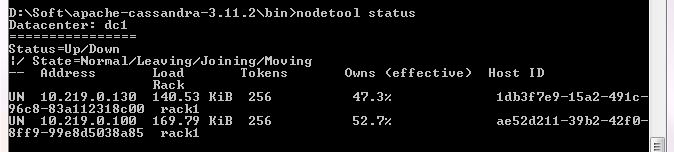 D:\Soft\apache-cassandra-3.11.2\bin>nodetool status
Datacenter: dc1
================
Status=Up/Down
|/ State=Normal/Leaving/Joining/Moving
--  Address       Load       Tokens       Owns (effective)  Host ID
                  Rack
UN  10.219.0.130  140.53 KiB  256          47.3%             1db3f7e9-15a2-491c-
96c8-83a112318c00  rack1
UN  10.219.0.100  169.79 KiB  256          52.7%             ae52d211-39b2-42f0-
8ff9-99e8d5038a85  rack1